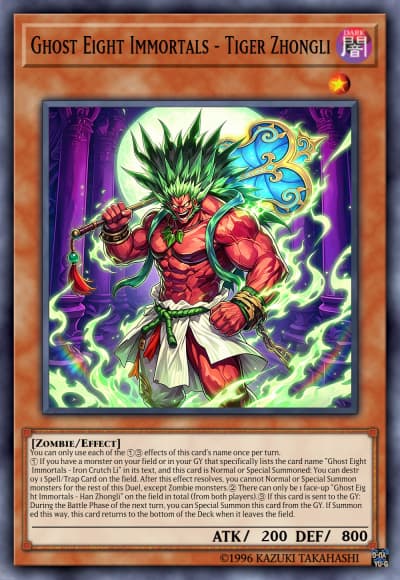 Ghost Eight Immortals - Tiger Zhongli
DARK
闇
[Zombie/Effect]
You can only use each of the ①③ effects of this card's name once per turn.
① If you have a monster on your field or in your GY that specifically lists the card name "Ghost Eight
Immortals - Iron Crutch Li" in its text, and this card is Normal or Special Summoned: You can destr
oy 1 Spell/Trap Card on the field. After this effect resolves, you cannot Normal or Special Summon
monsters for the rest of this Duel, except Zombie monsters.② There can only be 1 face-up "Ghost Eig
ht Immortals - Han Zhongli" on the field in total (from both players).③ If this card is sent to the GY:
During the Battle Phase of the next turn, you can Special Summon this card from the GY. If Summon
ed this way, this card returns to the bottom of the Deck when it leaves the field.
ATK/ 200 DEF/ 800
©1996 KAZUKI TAKAHASHI